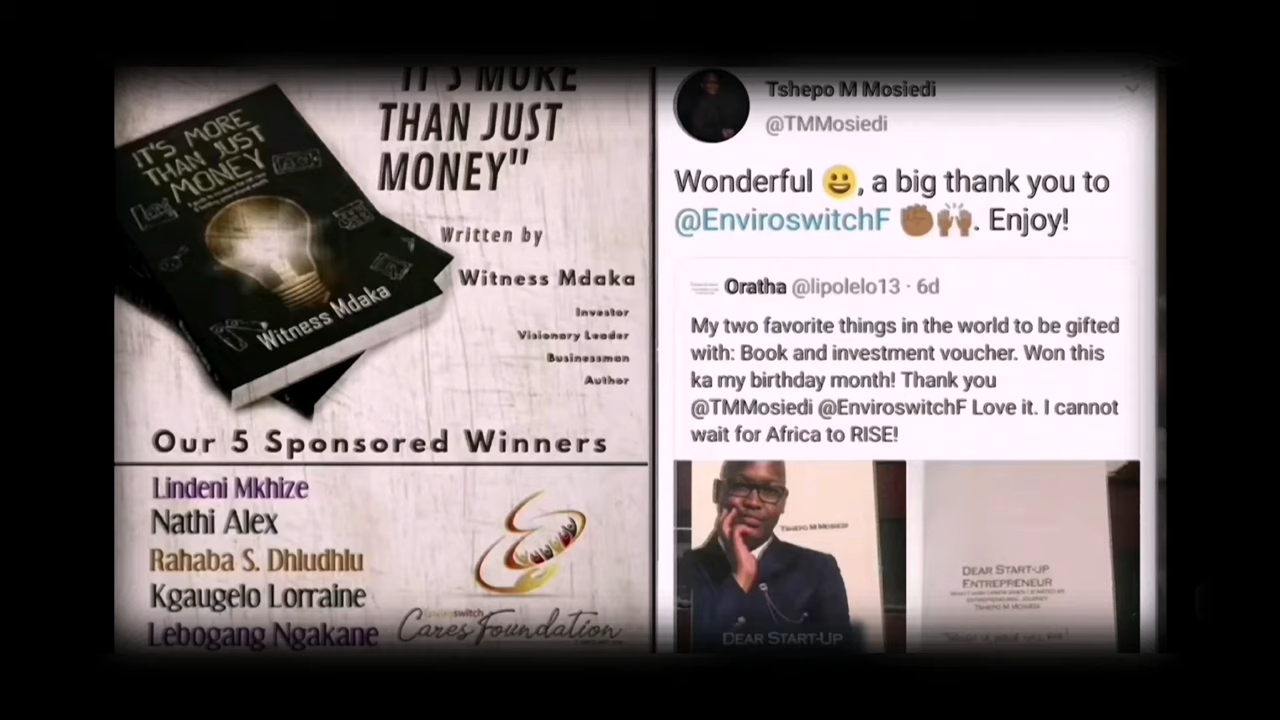 "IT'S MORE
THAN JUST
MONEY"
Written by
Witness Mdaka
Investor
Visionary Leader
Businessman
Author
IT'S MORE
THAN JUST
MONEY
Witness Mdaka
Our 5 Sponsored Winners
Lindeni Mkhize
Nathi Alex
Rahaba S. Dhludhlu
Kgaugelo Lorraine
Lebogang Ngakane
Enviroswitch
Cares Foundation
Tshepo M Mosiedi
@TMMosiedi
Wonderful 😀, a big thank you to
@EnviroswitchF ✊🏾🙌🏾. Enjoy!
Oratha @lipolelo13 · 6d
My two favorite things in the world to be gifted
with: Book and investment voucher. Won this
ka my birthday month! Thank you
@TMMosiedi @EnviroswitchF Love it. I cannot
wait for Africa to RISE!
TSHEPO M MOSIEDI
DEAR START-UP
DEAR START-UP
ENTREPRENEUR
TSHEPO M MOSIEDI